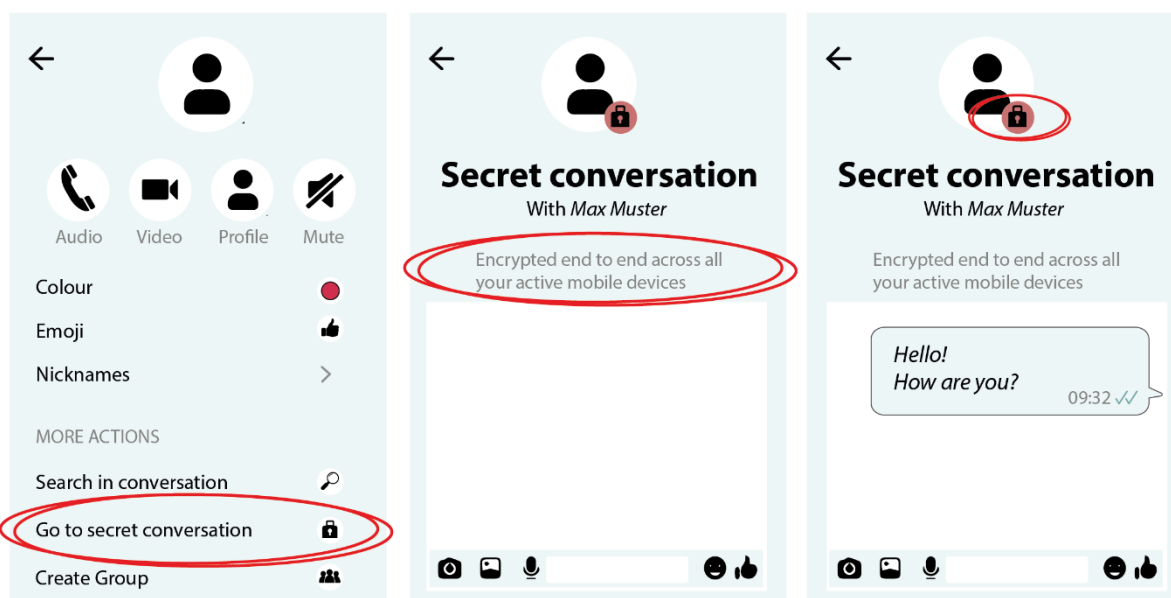 Audio Video Profile Mute
Colour
Emoji
Nicknames
MORE ACTIONS
Search in conversation
Go to secret conversation
Create Group
Secret conversation
With Max Muster
Encrypted end to end across all
your active mobile devices
Secret conversation
With Max Muster
Encrypted end to end across all
your active mobile devices
Hello!
How are you?
09:32